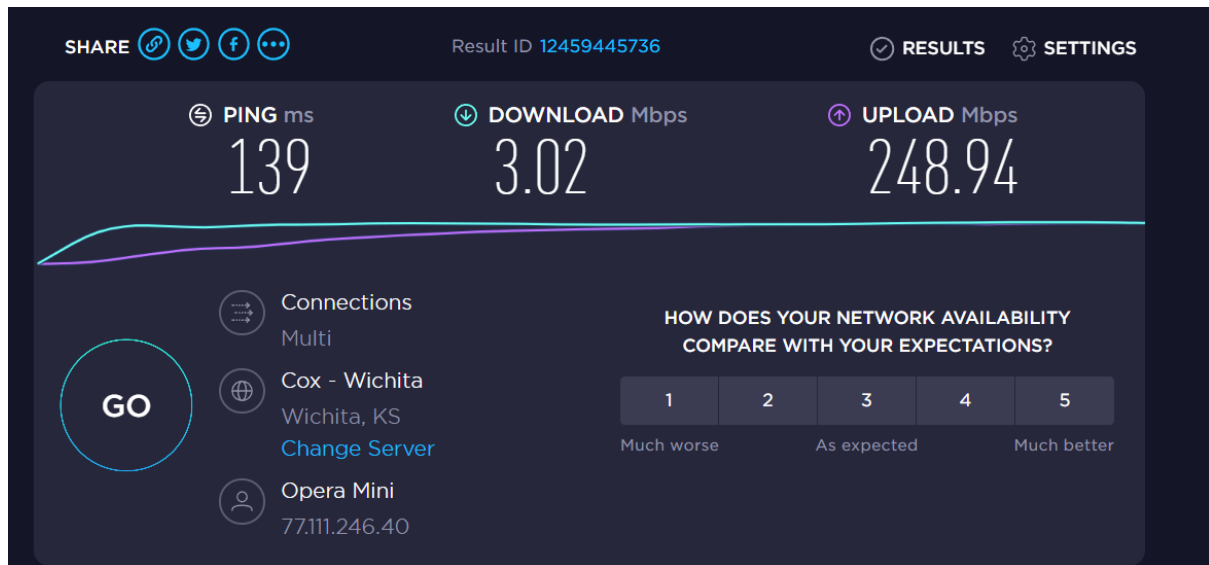 SHARE
Result ID 12459445736
RESULTS
SETTINGS
PING ms
DOWNLOAD Mbps
UPLOAD Mbps
139
3.02
248.94
GO
Connections
Multi
Cox - Wichita
Wichita, KS
Change Server
Opera Mini
77.111.246.40
HOW DOES YOUR NETWORK AVAILABILITY
COMPARE WITH YOUR EXPECTATIONS?
1 2 3 4 5
Much worse As expected Much better